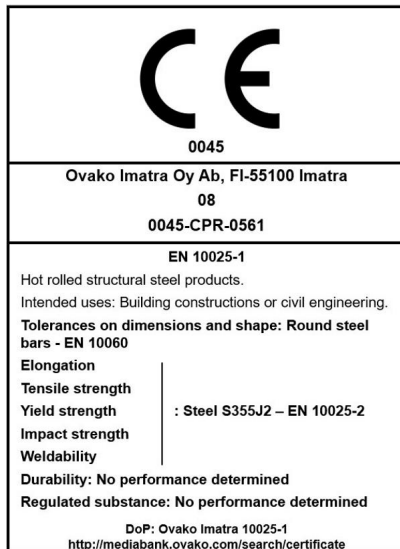 CE
0045
Ovako Imatra Oy Ab, FI-55100 Imatra
08
0045-CPR-0561
EN 10025-1
Hot rolled structural steel products.
Intended uses: Building constructions or civil engineering.
Tolerances on dimensions and shape: Round steel
bars - EN 10060
Elongation
Tensile strength
Yield strength : Steel S355J2 – EN 10025-2
Impact strength
Weldability
Durability: No performance determined
Regulated substance: No performance determined
DoP: Ovako Imatra 10025-1
http://mediabank.ovako.com/search/certificate